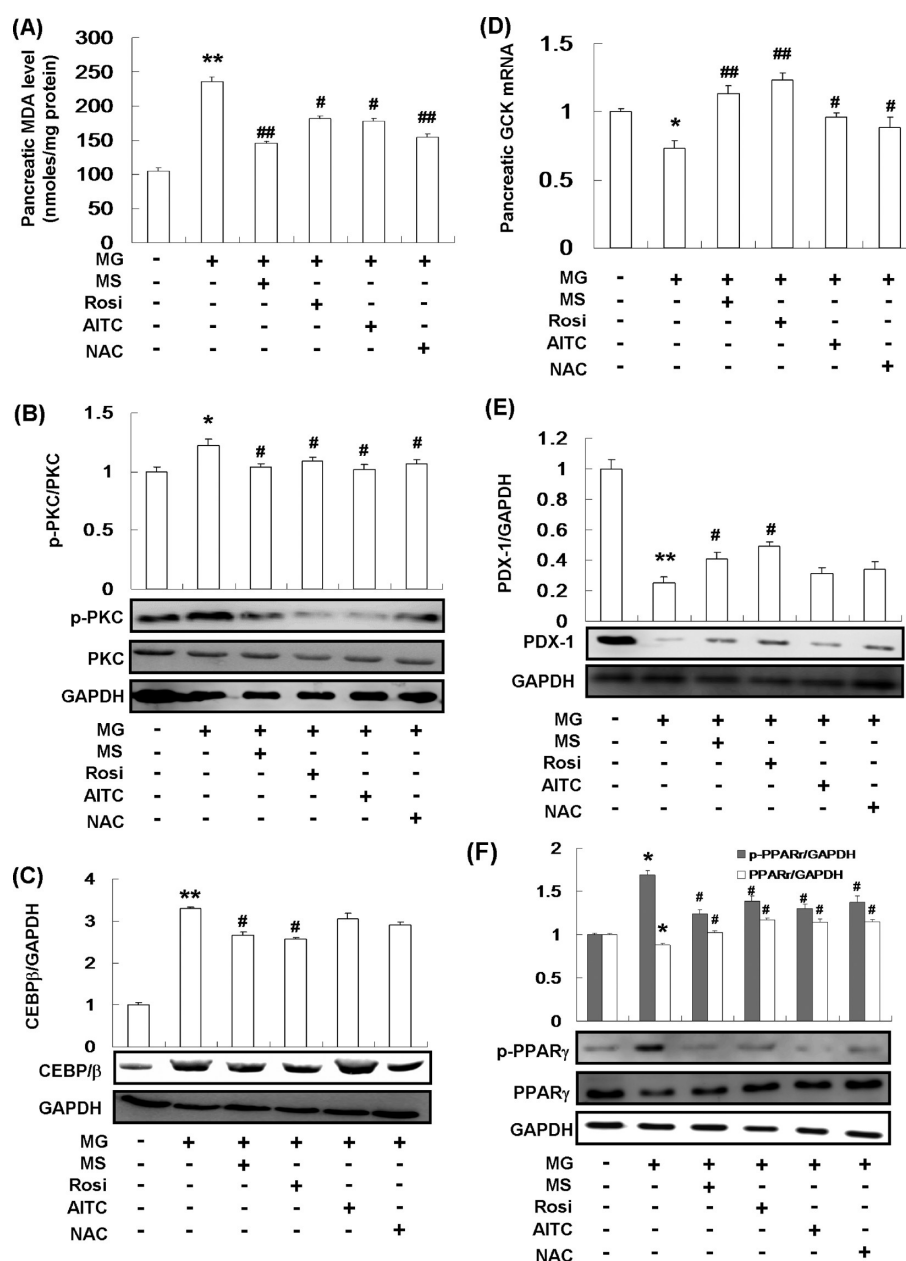 (A)
Pancreatic MDA level
(nmoles/mg protein)
300
250
200
150
100
50
0
** ## # # ##
MG - + + + + +
MS - - + - - -
Rosi - - - + - -
AITC - - - - + -
NAC - - - - - +
(B)
p-PKC/PKC
1.5
1
0.5
0
* # # # #
p-PKC
PKC
GAPDH
MG - + + + + +
MS - - + - - -
Rosi - - - + - -
AITC - - - - + -
NAC - - - - - +
(C)
CEBPβ/GAPDH
4
3
2
1
0
** # #
CEBP/β
GAPDH
MG - + + + + +
MS - - + - - -
Rosi - - - + - -
AITC - - - - + -
NAC - - - - - +
(D)
Pancreatic GCK mRNA
1.5
1
0.5
0
* ## ## # #
MG - + + + + +
MS - - + - - -
Rosi - - - + - -
AITC - - - - + -
NAC - - - - - +
(E)
PDX-1/GAPDH
1.2
1
0.8
0.6
0.4
0.2
0
** # #
PDX-1
GAPDH
MG - + + + + +
MS - - + - - -
Rosi - - - + - -
AITC - - - - + -
NAC - - - - - +
(F)
2
1.5
1
0.5
0
p-PPARr/GAPDH
PPARr/GAPDH
* # # # #
* # # # #
p-PPARγ
PPARγ
GAPDH
MG - + + + + +
MS - - + - - -
Rosi - - - + - -
AITC - - - - + -
NAC - - - - - +